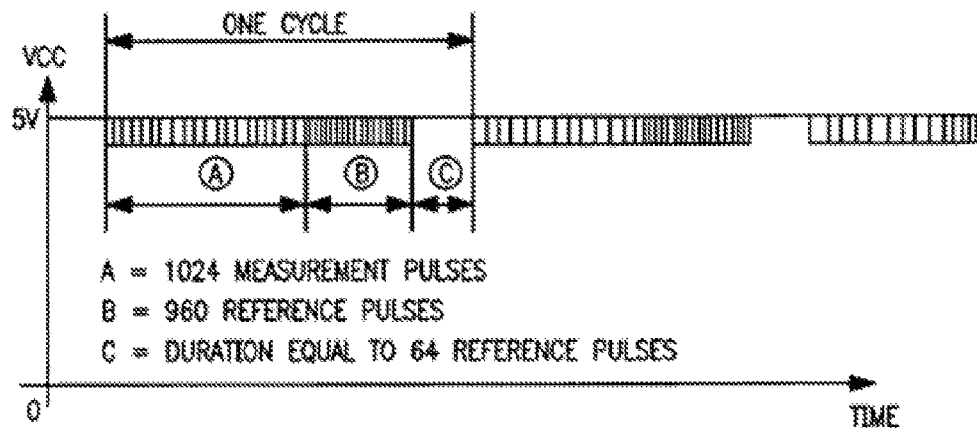 ONE CYCLE
VCC
5V
A
B
C
A = 1024 MEASUREMENT PULSES
B = 960 REFERENCE PULSES
C = DURATION EQUAL TO 64 REFERENCE PULSES
0
TIME